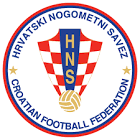 HRVATSKI NOGOMETNI SAVEZ
HNS
CROATIAN FOOTBALL FEDERATION